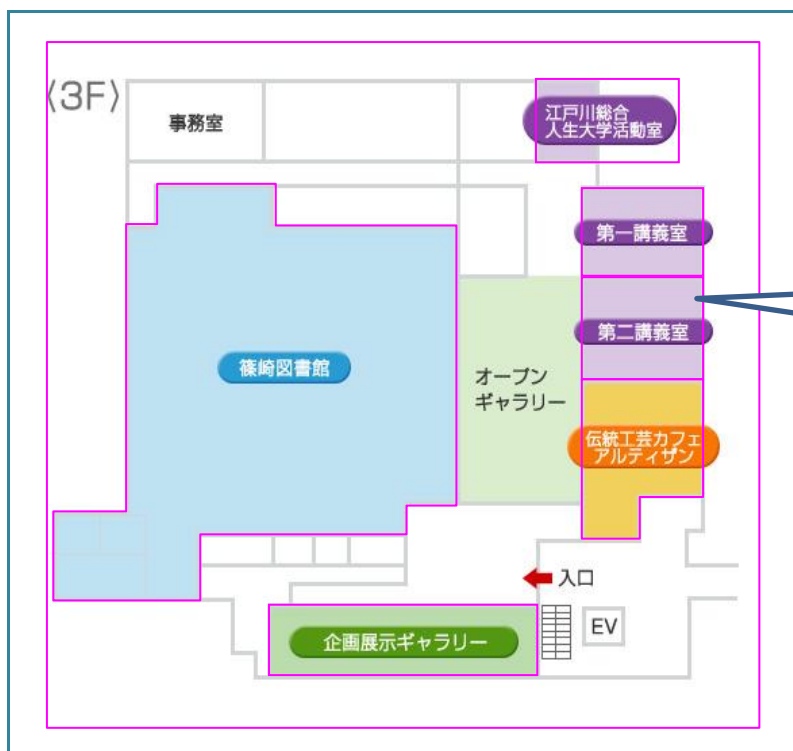 〈3F〉
事務室
江戸川総合
人生大学活動室
第一講義室
第二講義室
篠崎図書館
オープン
ギャラリー
伝統工芸カフェ
アルティザン
入口
企画展示ギャラリー
EV